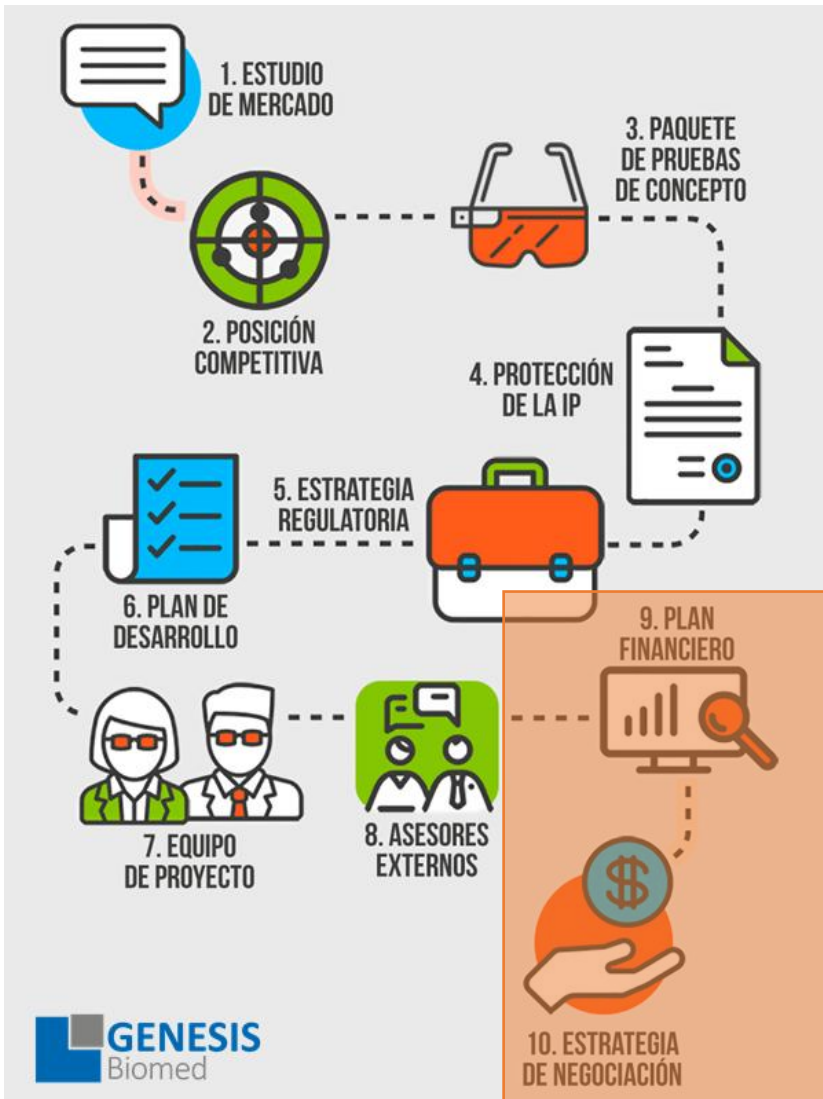 1. ESTUDIO
DE MERCADO
2. POSICIÓN
COMPETITIVA
3. PAQUETE
DE PRUEBAS
DE CONCEPTO
4. PROTECCIÓN
DE LA IP
5. ESTRATEGIA
REGULATORIA
6. PLAN DE
DESARROLLO
7. EQUIPO
DE PROYECTO
8. ASESORES
EXTERNOS
9. PLAN
FINANCIERO
$
10. ESTRATEGIA
DE NEGOCIACIÓN
GENESIS
Biomed